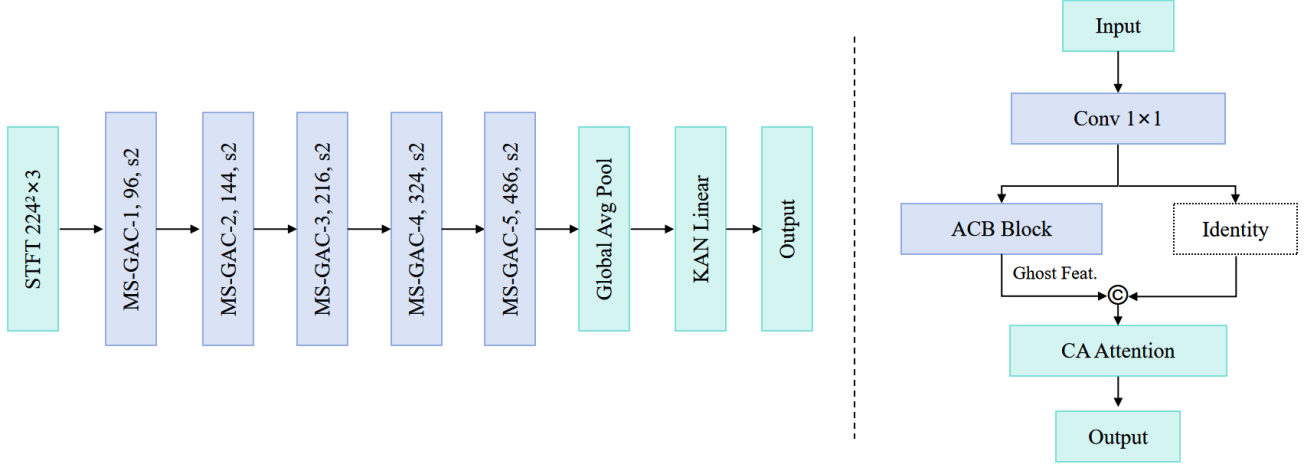 STFT 224²×3
MS-GAC-1, 96, s2
MS-GAC-2, 144, s2
MS-GAC-3, 216, s2
MS-GAC-4, 324, s2
MS-GAC-5, 486, s2
Global Avg Pool
KAN Linear
Output
Input
Conv 1×1
ACB Block
Identity
Ghost Feat.
©
CA Attention
Output